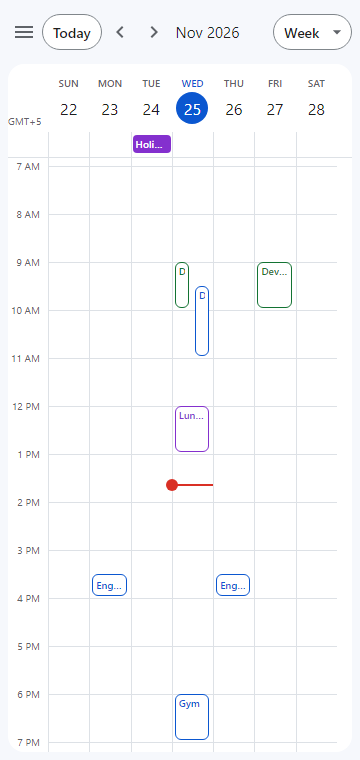 Today
Nov 2026
Week
SUN MON TUE WED THU FRI SAT
22 23 24 25 26 27 28
GMT+5
Holi...
7 AM
8 AM
9 AM
D
Dev...
D
10 AM
11 AM
12 PM
Lun...
1 PM
2 PM
3 PM
Eng...
Eng...
4 PM
5 PM
6 PM
Gym
7 PM